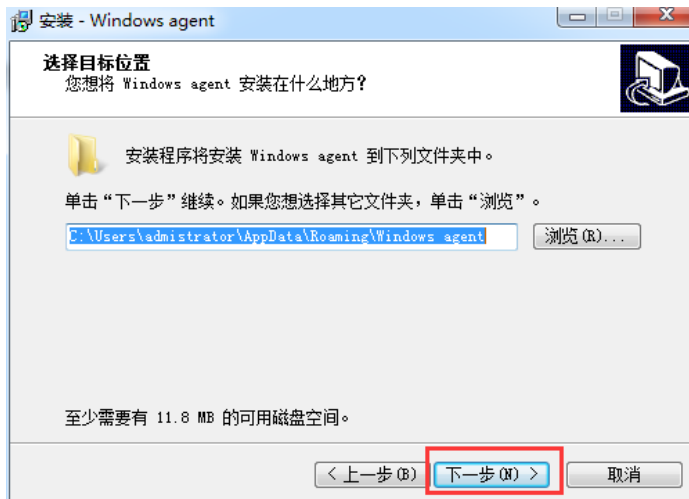 安装 - Windows agent
选择目标位置
您想将 Windows agent 安装在什么地方?
安装程序将安装 Windows agent 到下列文件夹中。
单击“下一步”继续。如果您想选择其它文件夹，单击“浏览”。
C:\Users\admistrator\AppData\Roaming\Windows agent 浏览(R)...
至少需要有 11.8 MB 的可用磁盘空间。
< 上一步(B) 下一步(N) > 取消